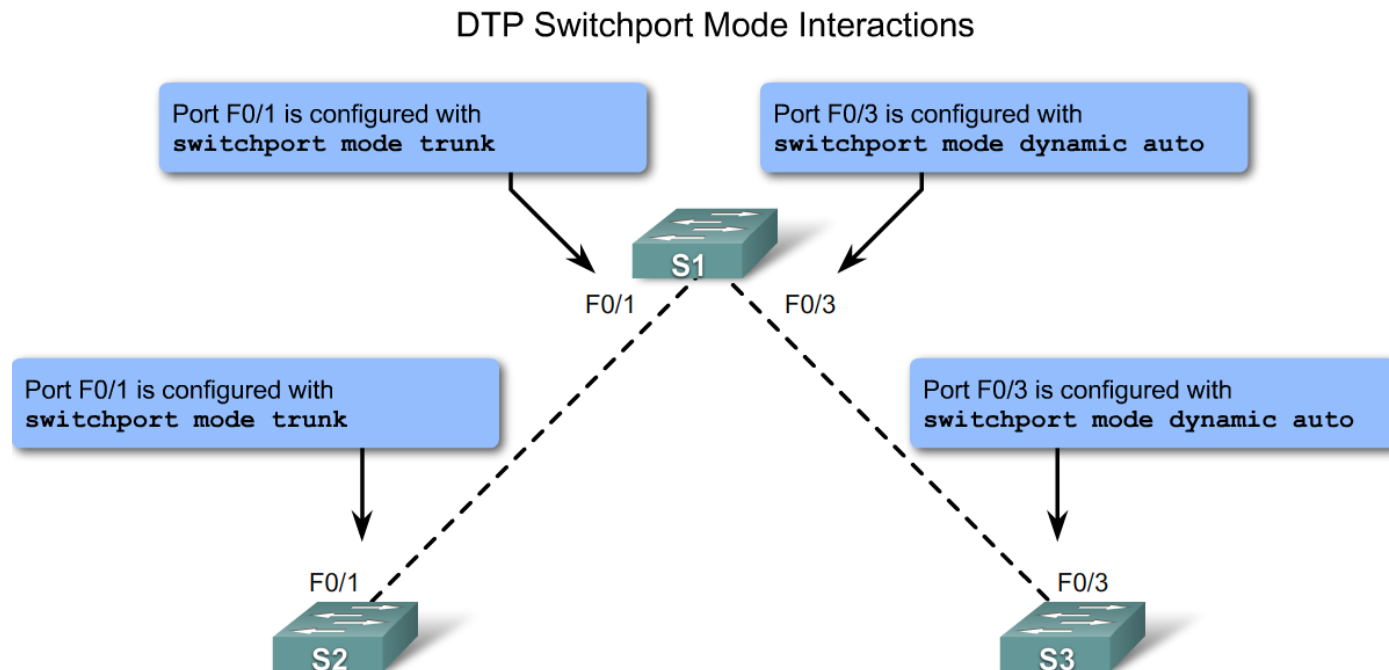 DTP Switchport Mode Interactions
Port F0/1 is configured with
switchport mode trunk
Port F0/3 is configured with
switchport mode dynamic auto
S1
F0/1
F0/3
Port F0/1 is configured with
switchport mode trunk
Port F0/3 is configured with
switchport mode dynamic auto
F0/1
F0/3
S2
S3